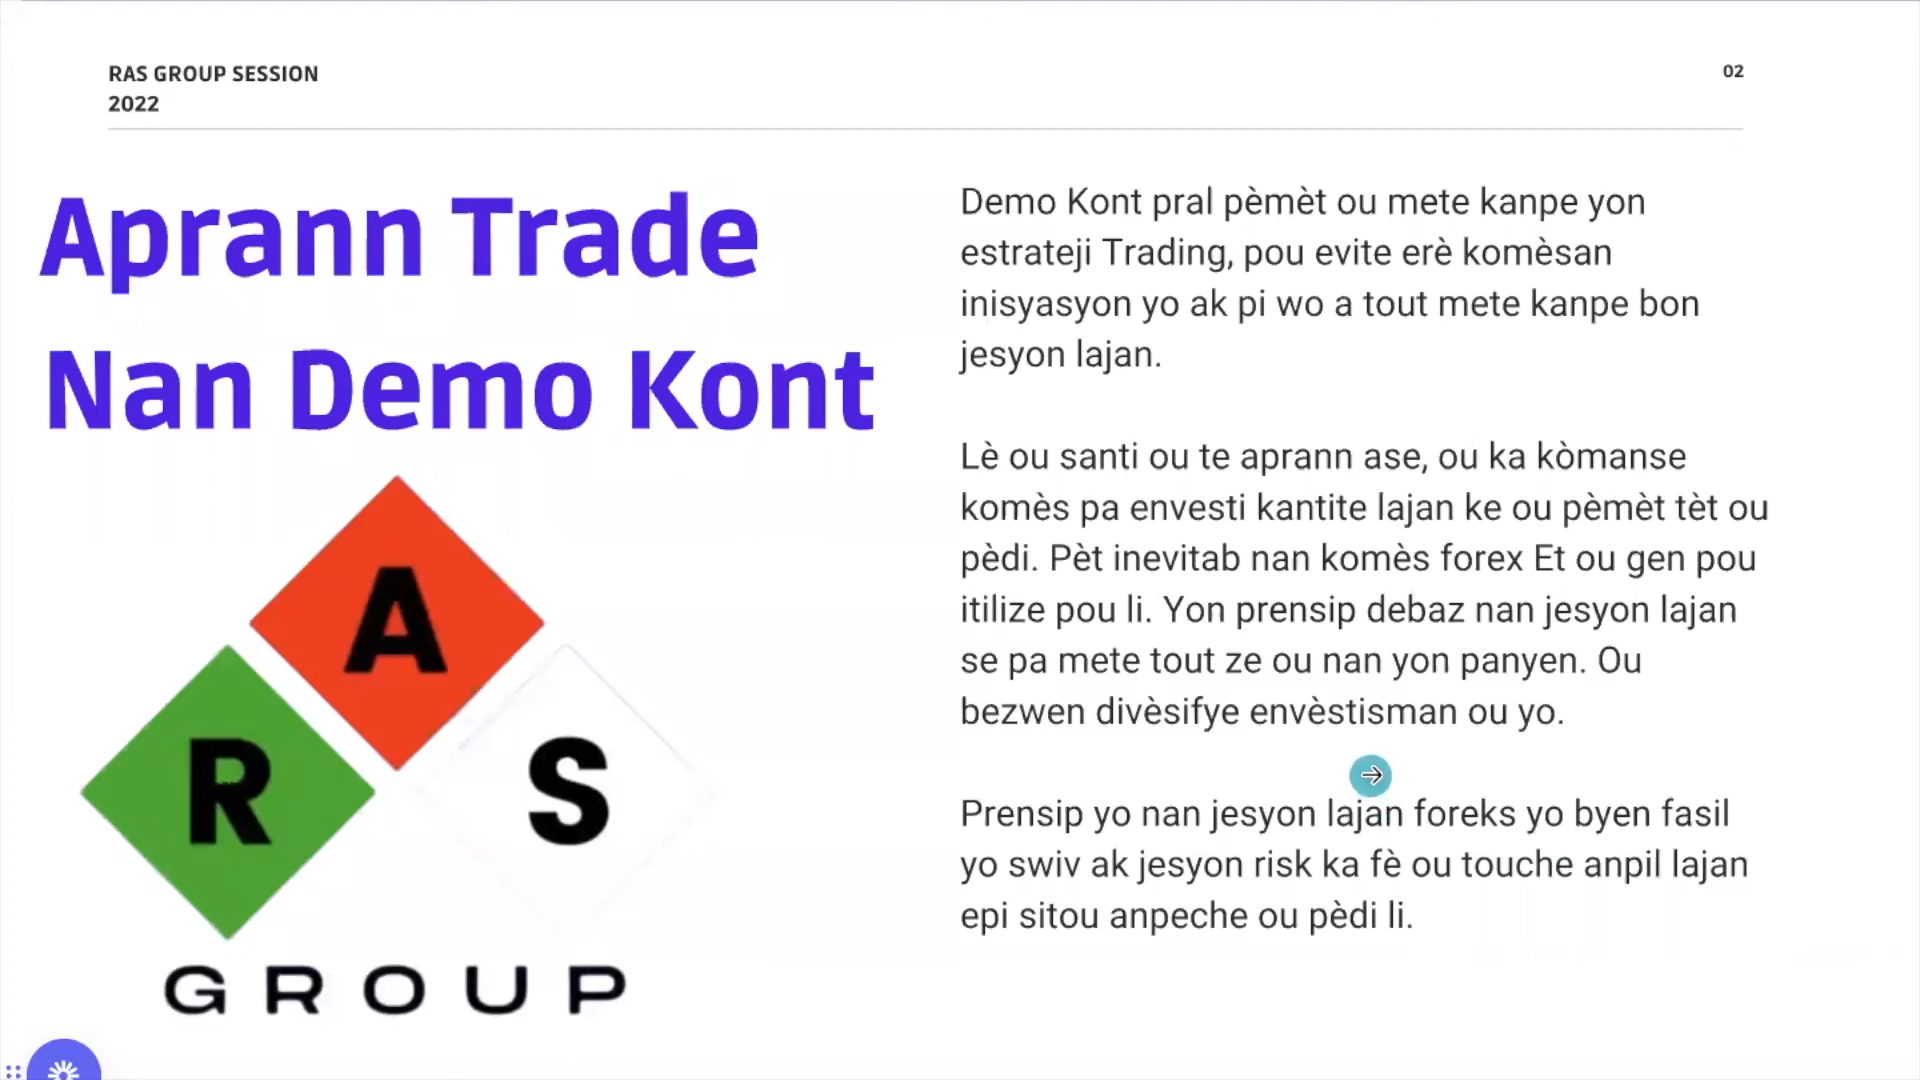 RAS GROUP SESSION
2022
02
Aprann Trade
Nan Demo Kont
A
R
S
GROUP
Demo Kont pral pèmèt ou mete kanpe yon
estrateji Trading, pou evite erè komèsan
inisyasyon yo ak pi wo a tout mete kanpe bon
jesyon lajan.
Lè ou santi ou te aprann ase, ou ka kòmanse
komès pa envesti kantite lajan ke ou pèmèt tèt ou
pèdi. Pèt inevitab nan komès forex Et ou gen pou
itilize pou li. Yon prensip debaz nan jesyon lajan
se pa mete tout ze ou nan yon panyen. Ou
bezwen divèsifye envèstisman ou yo.
Prensip yo nan jesyon lajan foreks yo byen fasil
yo swiv ak jesyon risk ka fè ou touche anpil lajan
epi sitou anpeche ou pèdi li.